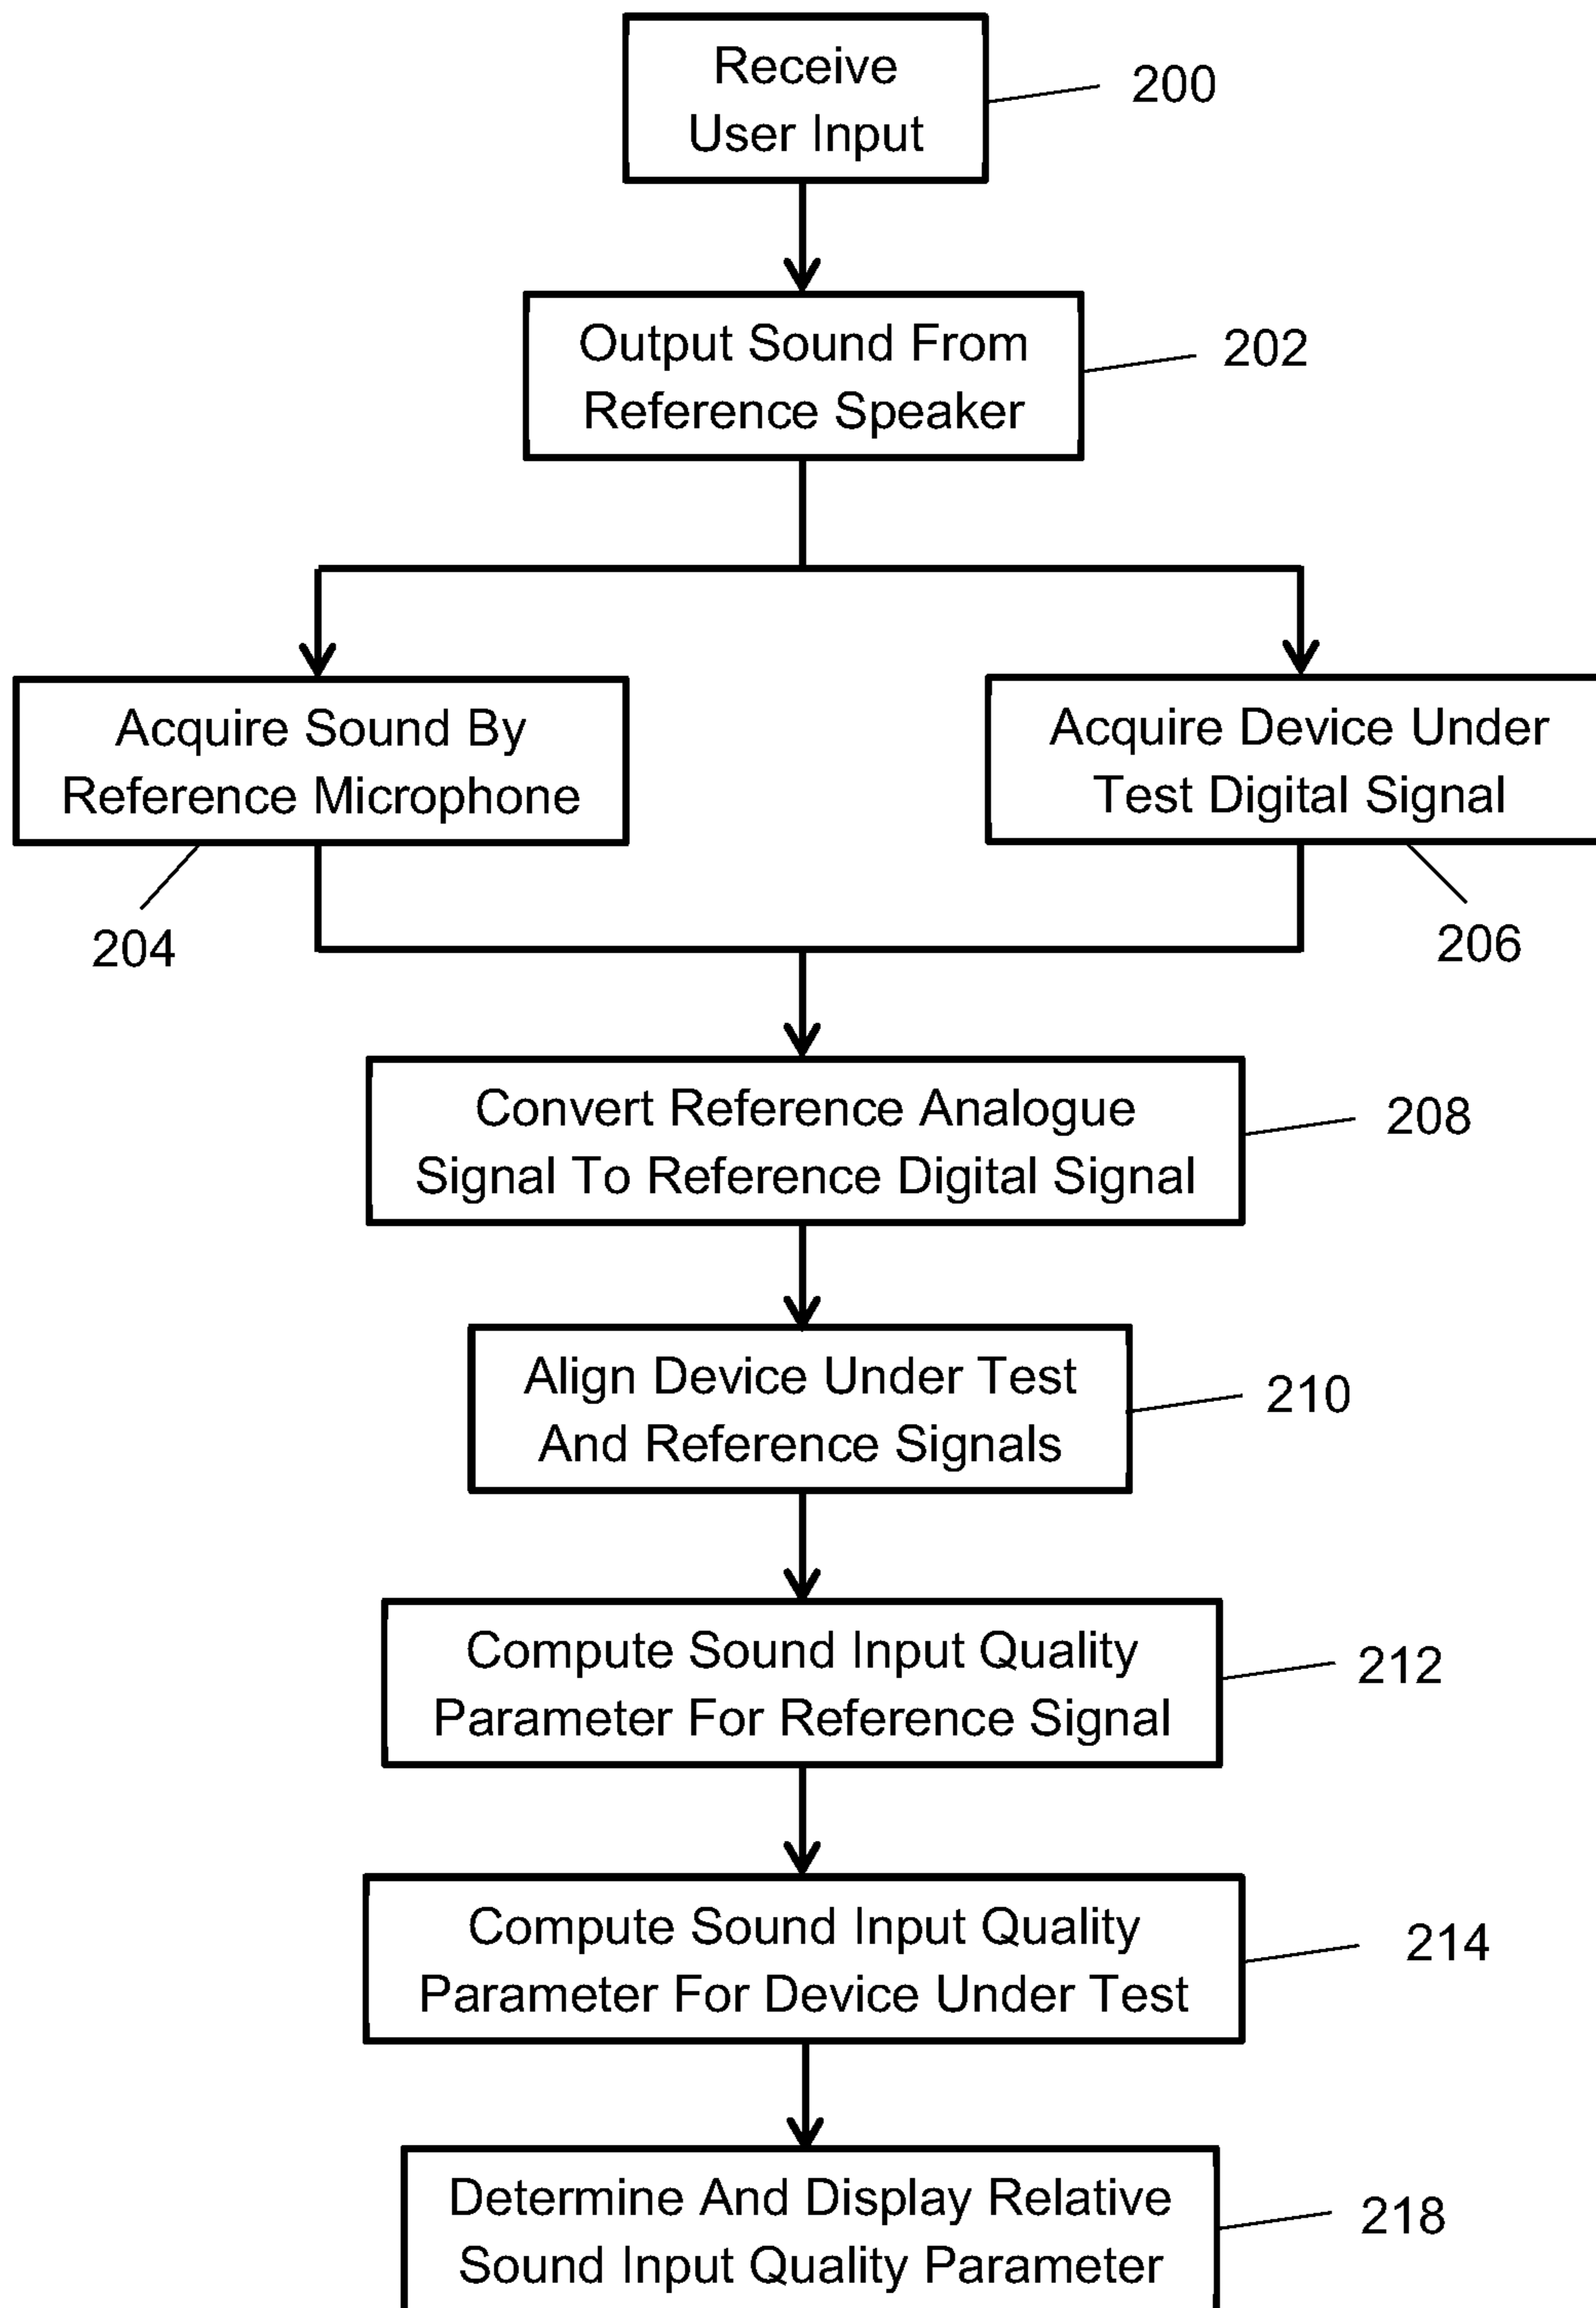 Receive
User Input
200
Output Sound From
Reference Speaker
202
Acquire Sound By
Reference Microphone
204
Acquire Device Under
Test Digital Signal
206
Convert Reference Analogue
Signal To Reference Digital Signal
208
Align Device Under Test
And Reference Signals
210
Compute Sound Input Quality
Parameter For Reference Signal
212
Compute Sound Input Quality
Parameter For Device Under Test
214
Determine And Display Relative
Sound Input Quality Parameter
218